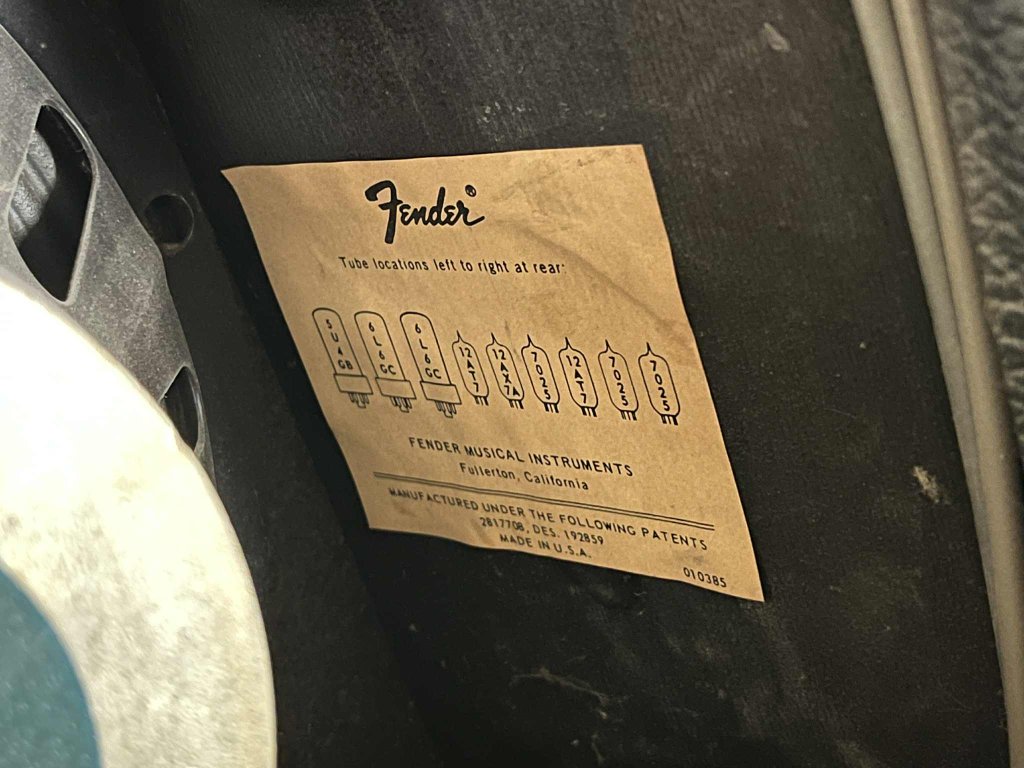 Fender®
Tube locations left to right at rear:
5U4GB 6L6GC 6L6GC 12AT7 12AX7A 7025 12AT7 7025 7025
FENDER MUSICAL INSTRUMENTS
Fullerton, California
MANUFACTURED UNDER THE FOLLOWING PATENTS
2817708, DES. 192859
MADE IN U.S.A.
010385